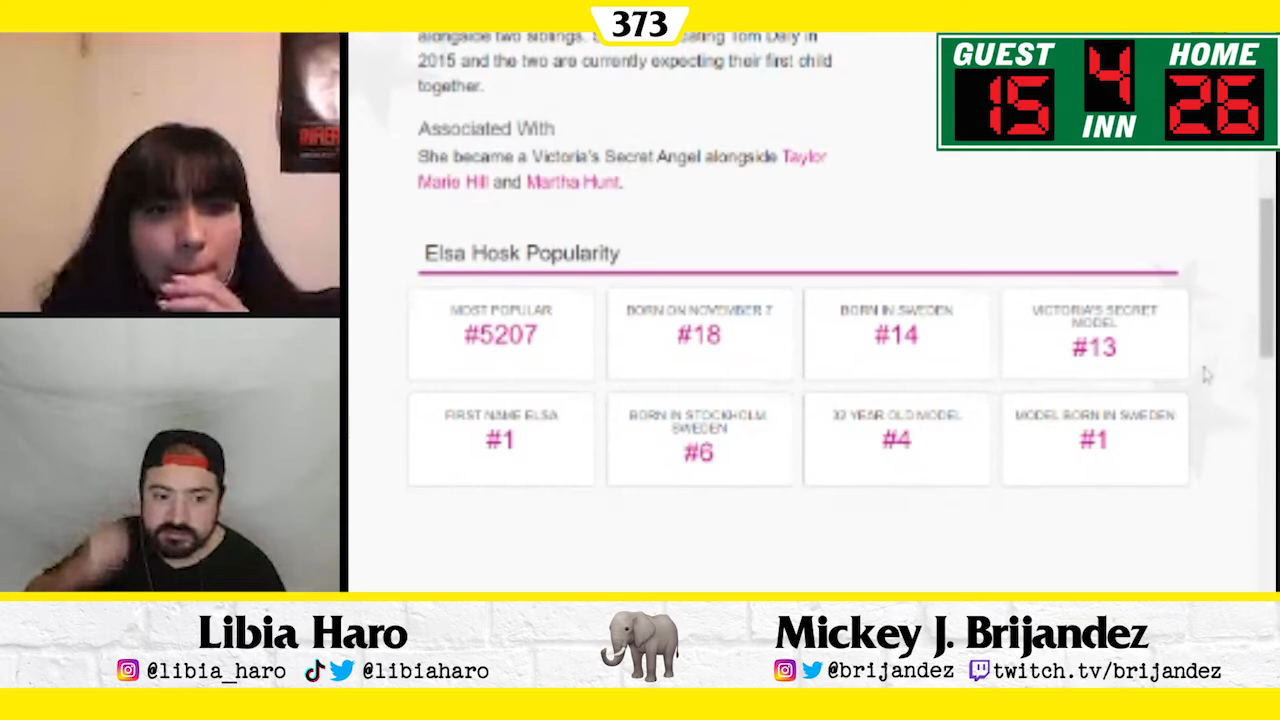 373
alongside two siblings.
Tom Daly in
2015 and the two are currently expecting their first child
together.
Associated With
She became a Victoria's Secret Angel alongside Taylor
Marie Hill and Martha Hunt.
Elsa Hosk Popularity
MOST POPULAR
#5207
BORN ON NOVEMBER 7
#18
BORN IN SWEDEN
#14
VICTORIA'S SECRET
MODEL
#13
FIRST NAME ELSA
#1
BORN IN STOCKHOLM,
SWEDEN
#6
32 YEAR OLD MODEL
#4
MODEL BORN IN SWEDEN
#1
GUEST
15
4
INN
HOME
26
Libia Haro
@libia_haro
@libiaharo
Mickey J. Brijandez
@brijandez
twitch.tv/brijandez